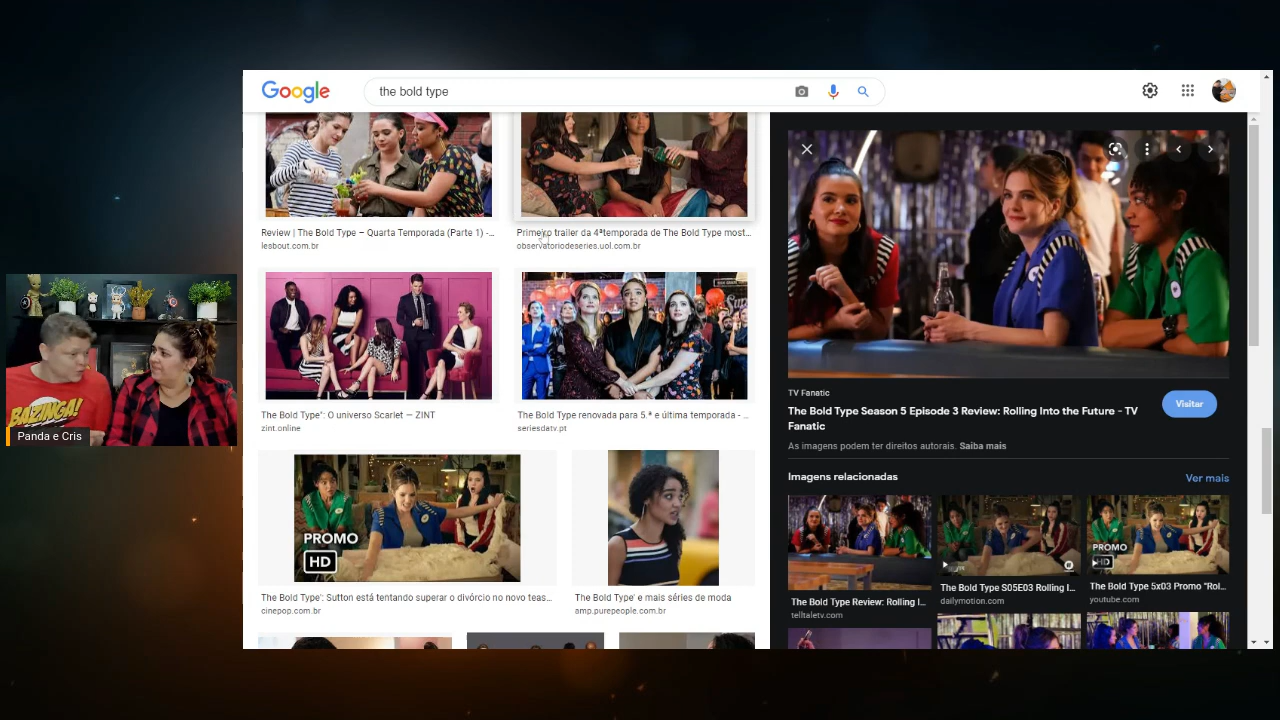 Google
the bold type
Review | The Bold Type – Quarta Temporada (Parte 1) -...
lesbout.com.br
Primeiro trailer da 4ªtemporada de The Bold Type most...
observatoriodeseries.uol.com.br
The Bold Type": O universo Scarlet — ZINT
zint.online
The Bold Type renovada para 5.ª e última temporada - ...
seriesdatv.pt
PROMO
HD
The Bold Type': Sutton está tentando superar o divórcio no novo teas...
cinepop.com.br
The Bold Type' e mais séries de moda
amp.purepeople.com.br
TV Fanatic
The Bold Type Season 5 Episode 3 Review: Rolling Into the Future - TV
Fanatic
Visitar
As imagens podem ter direitos autorais. Saiba mais
Imagens relacionadas
Ver mais
The Bold Type Review: Rolling I...
telltaletv.com
The Bold Type S05E03 Rolling I...
dailymotion.com
PROMO
HD
The Bold Type 5x03 Promo "Rol...
youtube.com
BAZINGA!
Panda e Cris